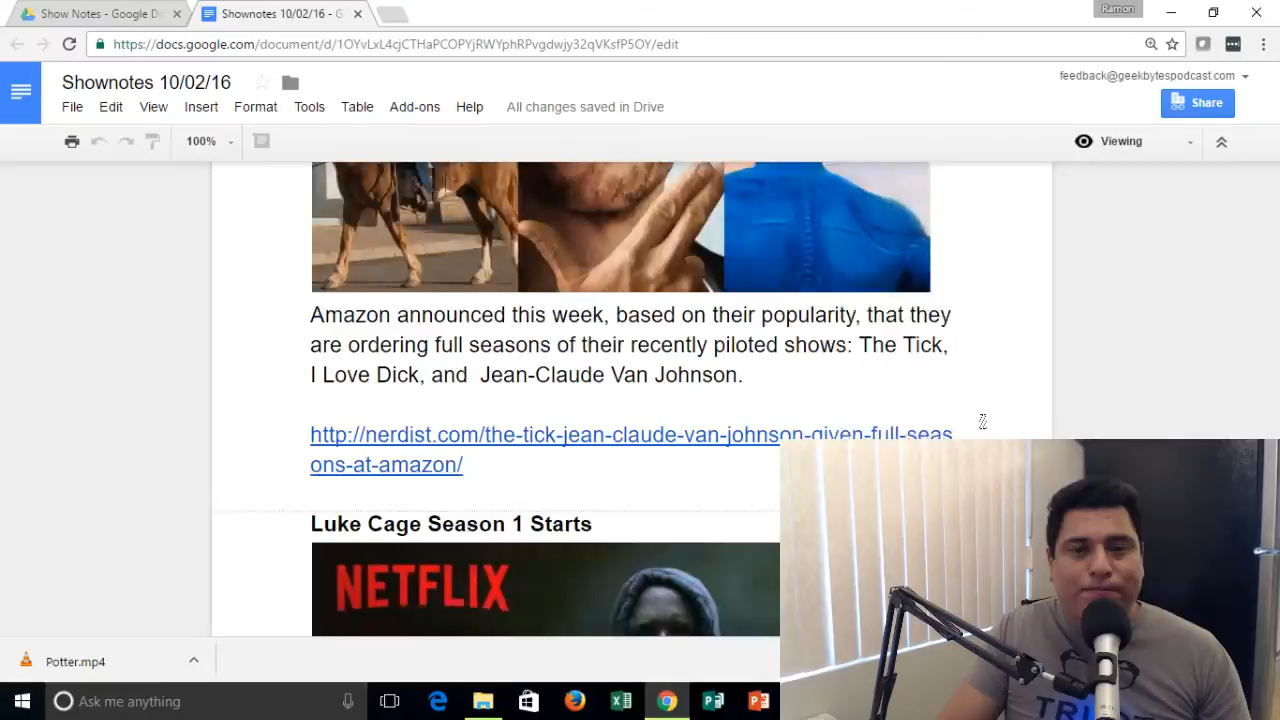 Show Notes - Google Dr
Shownotes 10/02/16 - G
Ramon
https://docs.google.com/document/d/1OYvLxL4cjCTHaPCOPYjRWYphRPvgdwjy32qVKsfP5OY/edit
Shownotes 10/02/16
feedback@geekbytespodcast.com
File Edit View Insert Format Tools Table Add-ons Help All changes saved in Drive
Share
100%
Viewing
Amazon announced this week, based on their popularity, that they
are ordering full seasons of their recently piloted shows: The Tick,
I Love Dick, and Jean-Claude Van Johnson.
http://nerdist.com/the-tick-jean-claude-van-johnson-given-full-seas
ons-at-amazon/
Luke Cage Season 1 Starts
NETFLIX
Potter.mp4
Ask me anything